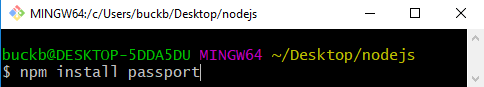 MINGW64:/c/Users/buckb/Desktop/nodejs
buckb@DESKTOP-5DDA5DU MINGW64 ~/Desktop/nodejs
$ npm install passport